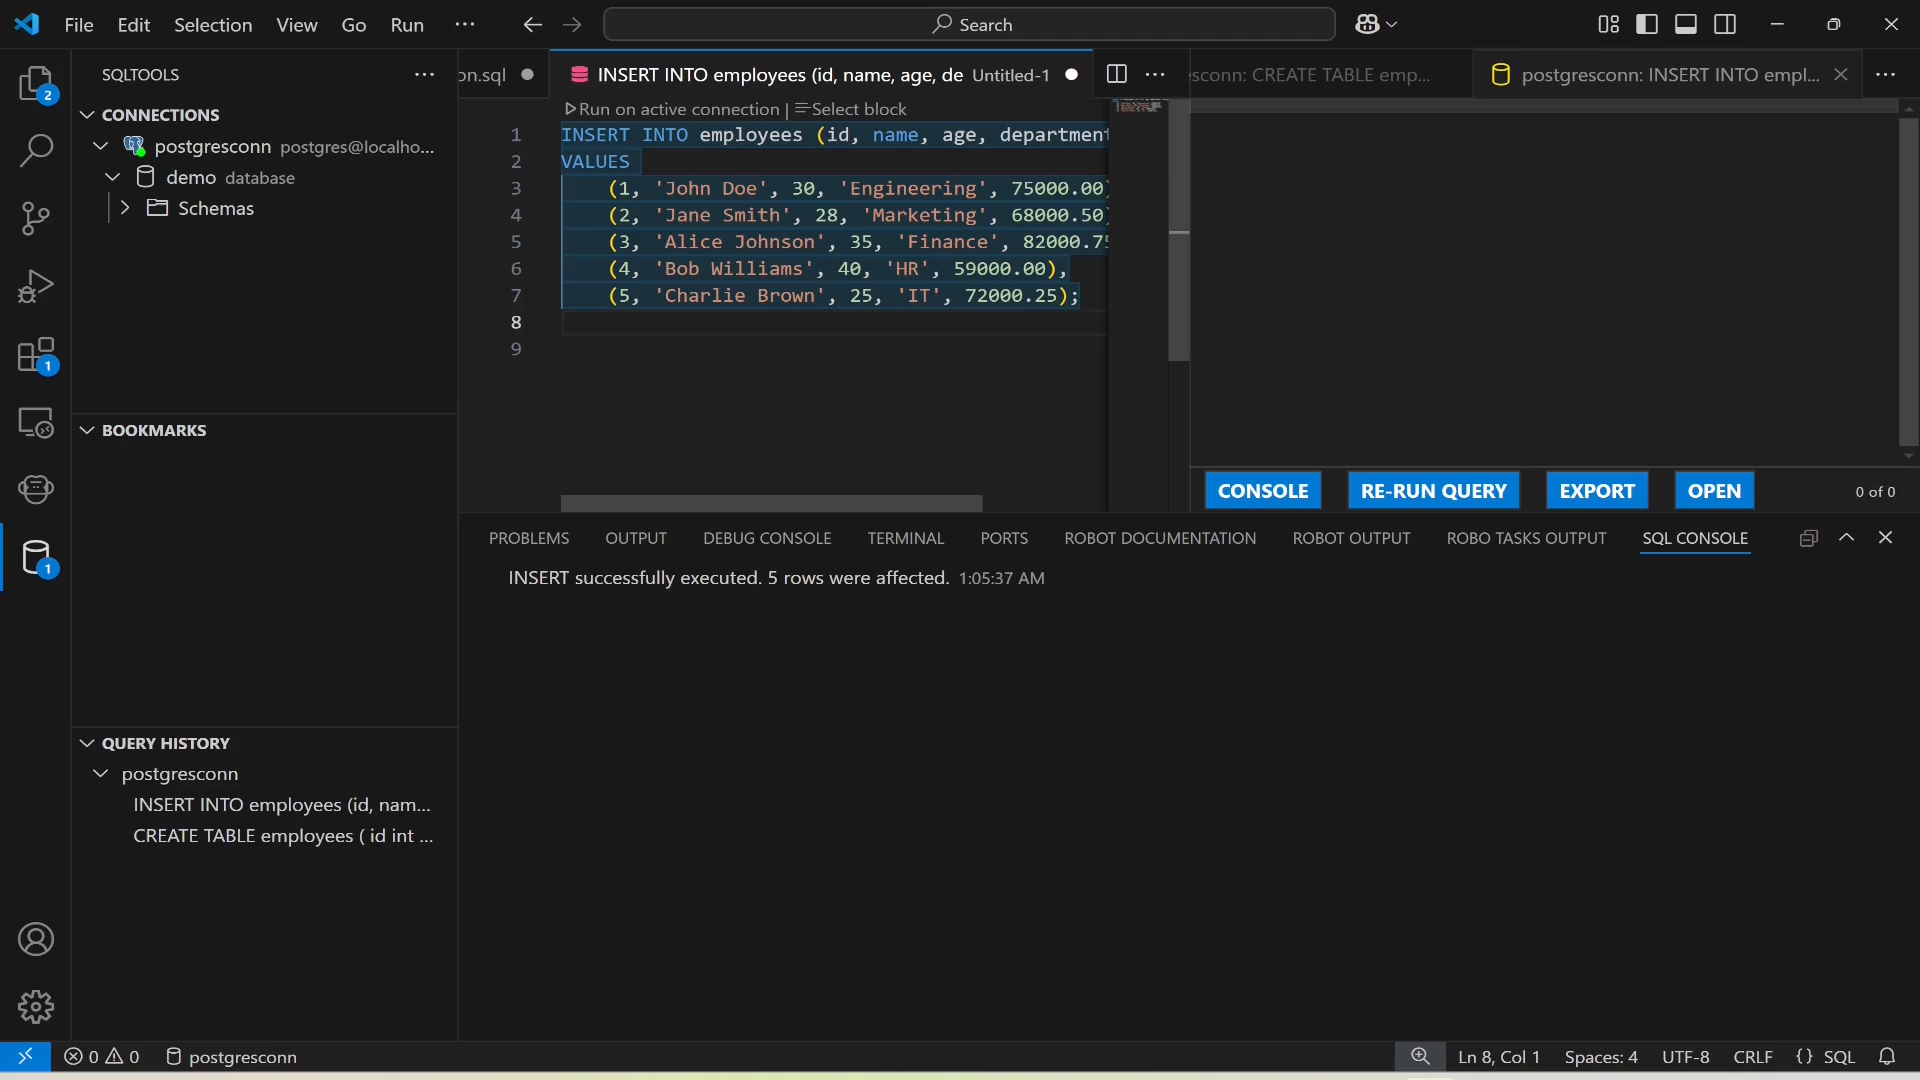 File Edit Selection View Go Run ··· Search
SQLTOOLS ···
CONNECTIONS
postgresconn postgres@localho...
demo database
Schemas
BOOKMARKS
QUERY HISTORY
postgresconn
INSERT INTO employees (id, nam...
CREATE TABLE employees ( id int ...
2
1
1
on.sql
INSERT INTO employees (id, name, age, de Untitled-1
Run on active connection | Select block
1 INSERT INTO employees (id, name, age, department
2 VALUES
3 (1, 'John Doe', 30, 'Engineering', 75000.00)
4 (2, 'Jane Smith', 28, 'Marketing', 68000.50)
5 (3, 'Alice Johnson', 35, 'Finance', 82000.75
6 (4, 'Bob Williams', 40, 'HR', 59000.00),
7 (5, 'Charlie Brown', 25, 'IT', 72000.25);
8
9
sconn: CREATE TABLE emp...
postgresconn: INSERT INTO empl...
CONSOLE RE-RUN QUERY EXPORT OPEN 0 of 0
PROBLEMS OUTPUT DEBUG CONSOLE TERMINAL PORTS ROBOT DOCUMENTATION ROBOT OUTPUT ROBO TASKS OUTPUT SQL CONSOLE
INSERT successfully executed. 5 rows were affected. 1:05:37 AM
0 0 postgresconn
Ln 8, Col 1 Spaces: 4 UTF-8 CRLF {} SQL